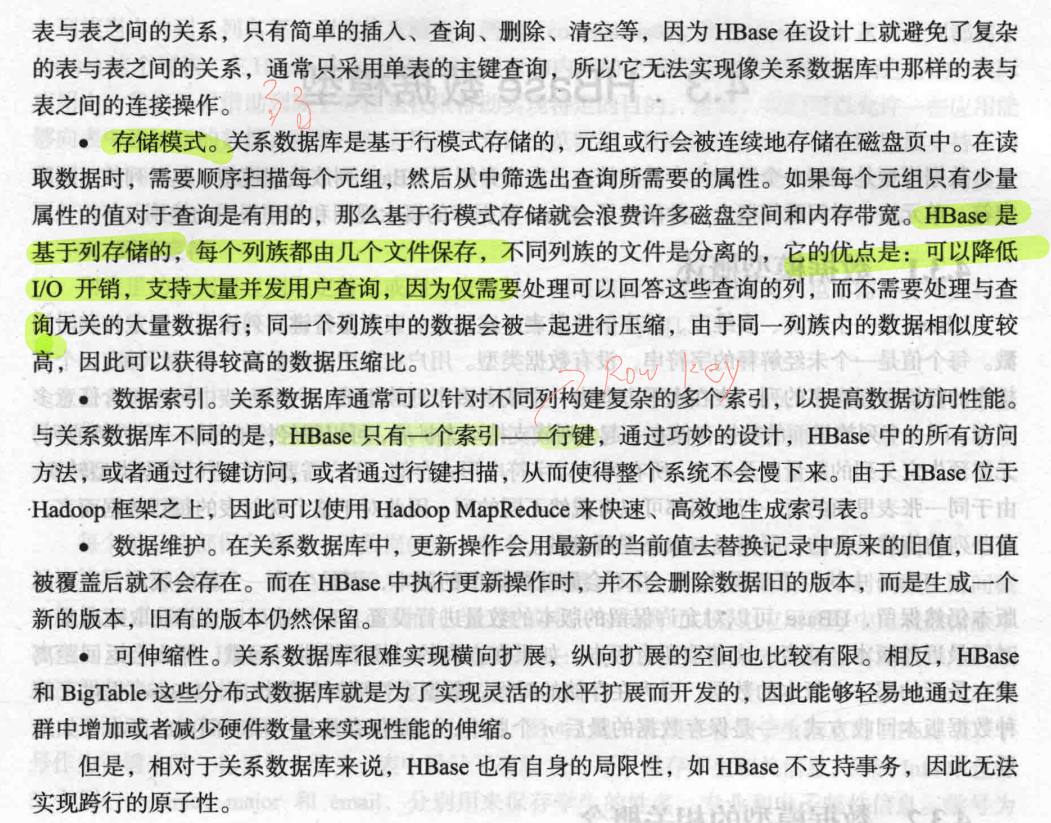 表与表之间的关系，只有简单的插入、查询、删除、清空等，因为 HBase 在设计上就避免了复杂
的表与表之间的关系，通常只采用单表的主键查询，所以它无法实现像关系数据库中那样的表与
表之间的连接操作。
● 存储模式。关系数据库是基于行模式存储的，元组或行会被连续地存储在磁盘页中。在读
取数据时，需要顺序扫描每个元组，然后从中筛选出查询所需要的属性。如果每个元组只有少量
属性的值对于查询是有用的，那么基于行模式存储就会浪费许多磁盘空间和内存带宽。HBase 是
基于列存储的，每个列族都由几个文件保存，不同列族的文件是分离的，它的优点是：可以降低
I/O 开销，支持大量并发用户查询，因为仅需要处理可以回答这些查询的列，而不需要处理与查
询无关的大量数据行；同一个列族中的数据会被一起进行压缩，由于同一列族内的数据相似度较
高，因此可以获得较高的数据压缩比。
→ Row key
● 数据索引。关系数据库通常可以针对不同列构建复杂的多个索引，以提高数据访问性能。
与关系数据库不同的是，HBase 只有一个索引——行键，通过巧妙的设计，HBase 中的所有访问
方法，或者通过行键访问，或者通过行键扫描，从而使得整个系统不会慢下来。由于 HBase 位于
Hadoop 框架之上，因此可以使用 Hadoop MapReduce 来快速、高效地生成索引表。
● 数据维护。在关系数据库中，更新操作会用最新的当前值去替换记录中原来的旧值，旧值
被覆盖后就不会存在。而在 HBase 中执行更新操作时，并不会删除数据旧的版本，而是生成一个
新的版本，旧有的版本仍然保留。
● 可伸缩性。关系数据库很难实现横向扩展，纵向扩展的空间也比较有限。相反，HBase
和 BigTable 这些分布式数据库就是为了实现灵活的水平扩展而开发的，因此能够轻易地通过在集
群中增加或者减少硬件数量来实现性能的伸缩。
但是，相对于关系数据库来说，HBase 也有自身的局限性，如 HBase 不支持事务，因此无法
实现跨行的原子性。